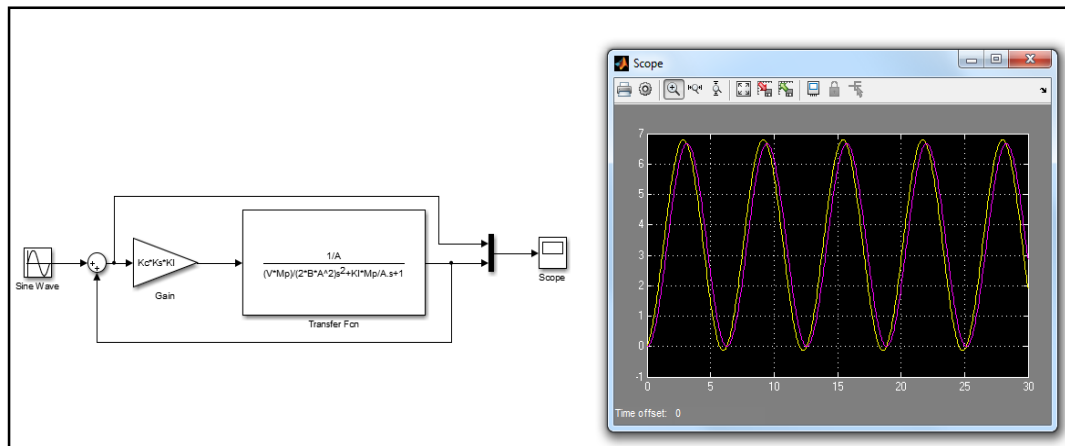 Sine Wave
+
+
Kc*Ks*Kl
Gain
1/A
(V*Mp)/(2*B*A^2)s²+Kl*Mp/A.s+1
Transfer Fcn
Scope
Scope
7
6
5
4
3
2
1
0
-1
0
5
10
15
20
25
30
Time offset: 0